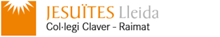 JESUÏTES Lleida
Col·legi Claver - Raimat